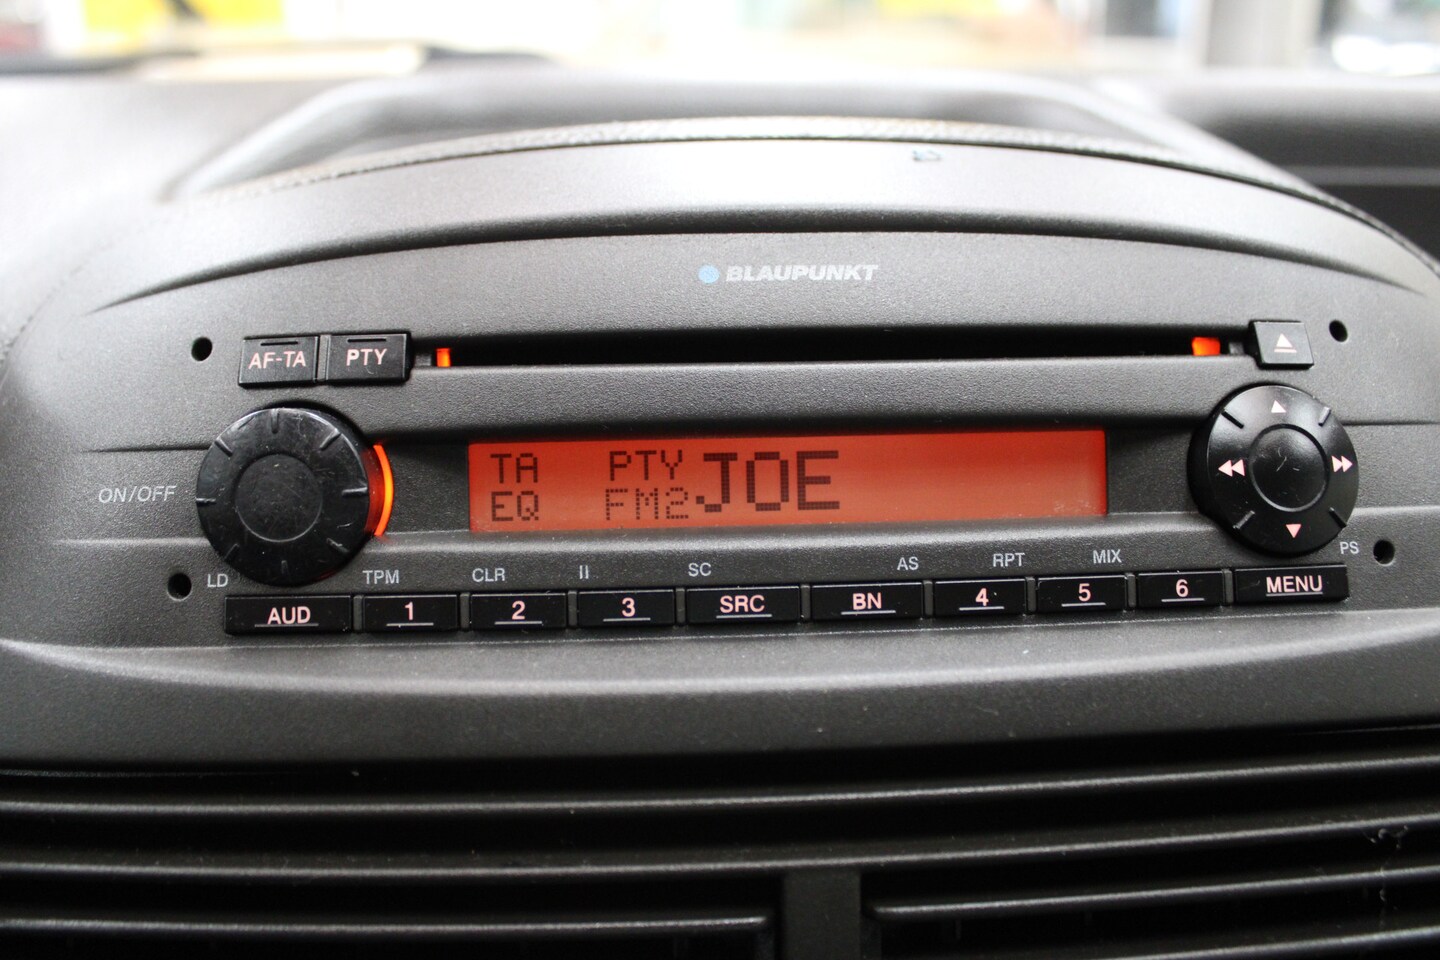 BLAUPUNKT
AF-TA PTY
TA PTY JOE
EQ FM2
ON/OFF
LD TPM CLR II SC AS RPT MIX PS
AUD 1 2 3 SRC BN 4 5 6 MENU